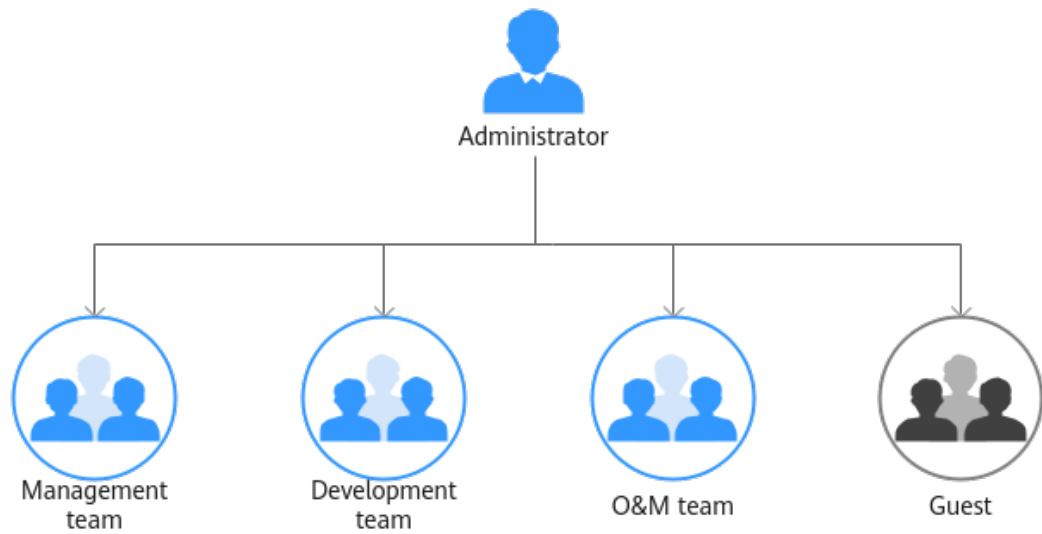 Administrator
Management
team
Development
team
O&M team
Guest